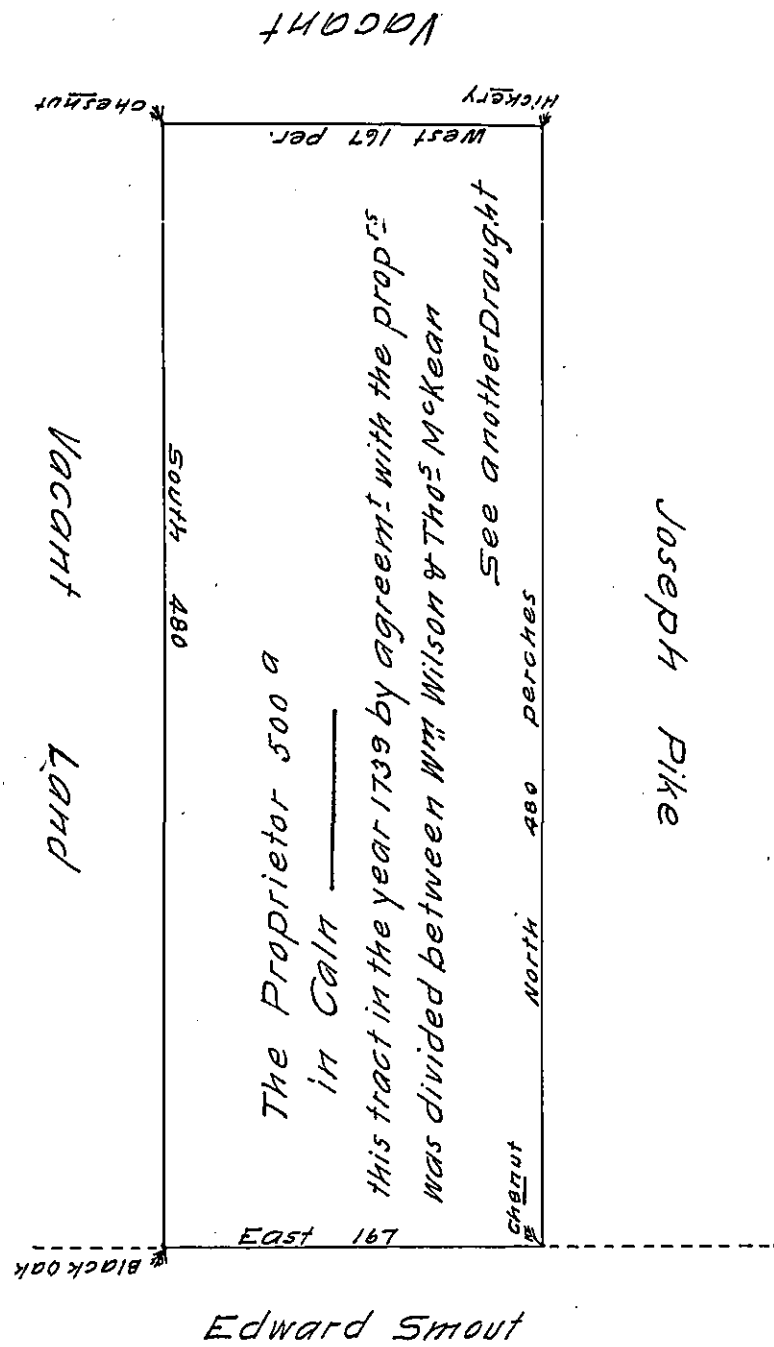 Vacant
Chesnut
Hickery
West 167 per.
The Proprietor 500 a
in Caln
this tract in the year 1739 by agreemt with the proprs
was divided between Wm Wilson & Thos McKean
See another Draught
South 480
North 480 perches
Vacant Land
Joseph Pike
Chesnut
East 167
Black oak
Edward Smout